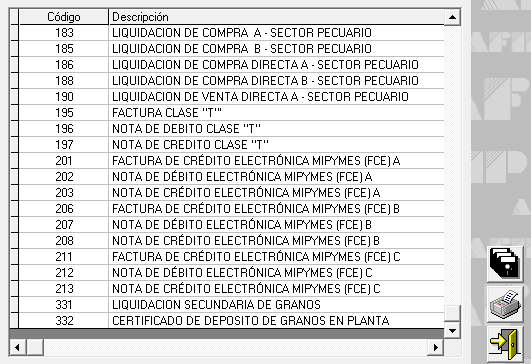 Código Descripción
183 LIQUIDACION DE COMPRA A - SECTOR PECUARIO
185 LIQUIDACION DE COMPRA B - SECTOR PECUARIO
186 LIQUIDACION DE COMPRA DIRECTA A - SECTOR PECUARIO
188 LIQUIDACION DE COMPRA DIRECTA B - SECTOR PECUARIO
190 LIQUIDACION DE VENTA DIRECTA A - SECTOR PECUARIO
195 FACTURA CLASE "T"
196 NOTA DE DEBITO CLASE "T"
197 NOTA DE CREDITO CLASE "T"
201 FACTURA DE CRÉDITO ELECTRÓNICA MIPYMES (FCE) A
202 NOTA DE DÉBITO ELECTRÓNICA MIPYMES (FCE) A
203 NOTA DE CRÉDITO ELECTRÓNICA MIPYMES (FCE) A
206 FACTURA DE CRÉDITO ELECTRÓNICA MIPYMES (FCE) B
207 NOTA DE DÉBITO ELECTRÓNICA MIPYMES (FCE) B
208 NOTA DE CRÉDITO ELECTRÓNICA MIPYMES (FCE) B
211 FACTURA DE CRÉDITO ELECTRÓNICA MIPYMES (FCE) C
212 NOTA DE DÉBITO ELECTRÓNICA MIPYMES (FCE) C
213 NOTA DE CRÉDITO ELECTRÓNICA MIPYMES (FCE) C
331 LIQUIDACION SECUNDARIA DE GRANOS
332 CERTIFICADO DE DEPOSITO DE GRANOS EN PLANTA